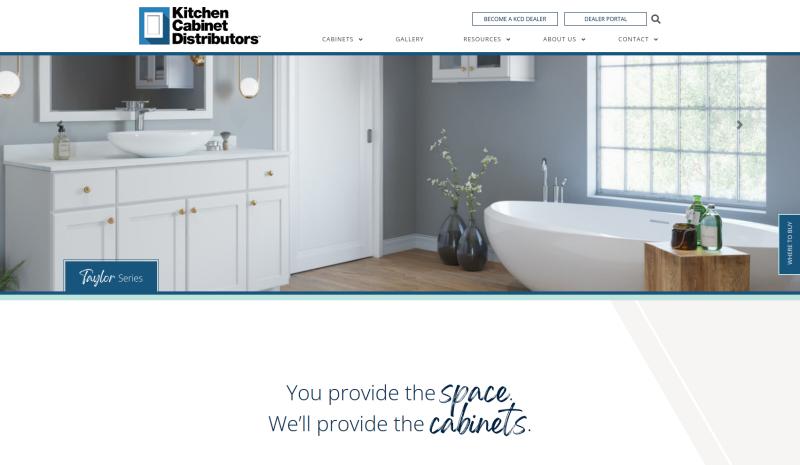 Kitchen
Cabinet
Distributors™
BECOME A KCD DEALER
DEALER PORTAL
CABINETS
GALLERY
RESOURCES
ABOUT US
CONTACT
WHERE TO BUY
Taylor Series
You provide the space.
We'll provide the cabinets.